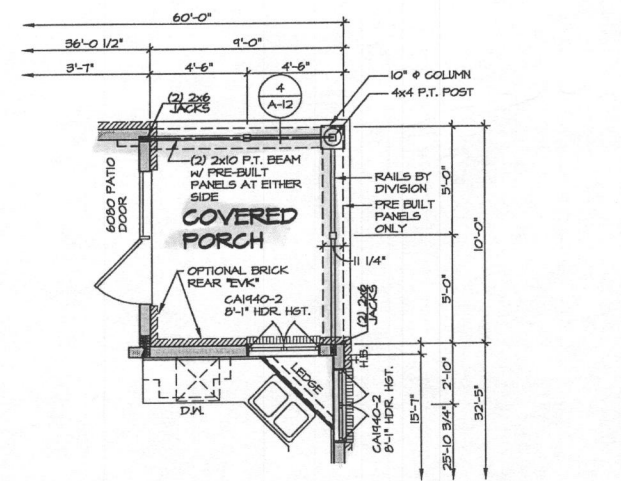 60'-0"
36'-0 1/2" 9'-0"
3'-7" 4'-6" 4'-6"
(2) 2x6
JACKS
4
A-12
10" φ COLUMN
4x4 P.T. POST
(2) 2x10 P.T. BEAM
W/ PRE-BUILT
PANELS AT EITHER
SIDE
6080 PATIO
DOOR
COVERED
PORCH
RAILS BY
DIVISION
PRE BUILT
PANELS
ONLY
5'-0"
10'-0"
11 1/4"
OPTIONAL BRICK
REAR "EVK"
CA1940-2
8'-1" HDR. HGT.
5'-0"
(2) 2x6
JACKS
H.B.
LEDGE
D.W.
CA1940-2
8'-1" HDR. HGT.
15'-7"
2'-10"
25'-10 3/4"
32'-5"